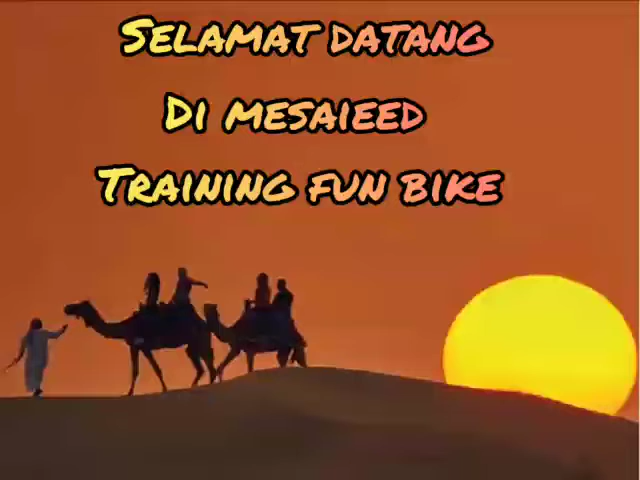 Selamat datang
Di mesaieed
Training fun bike